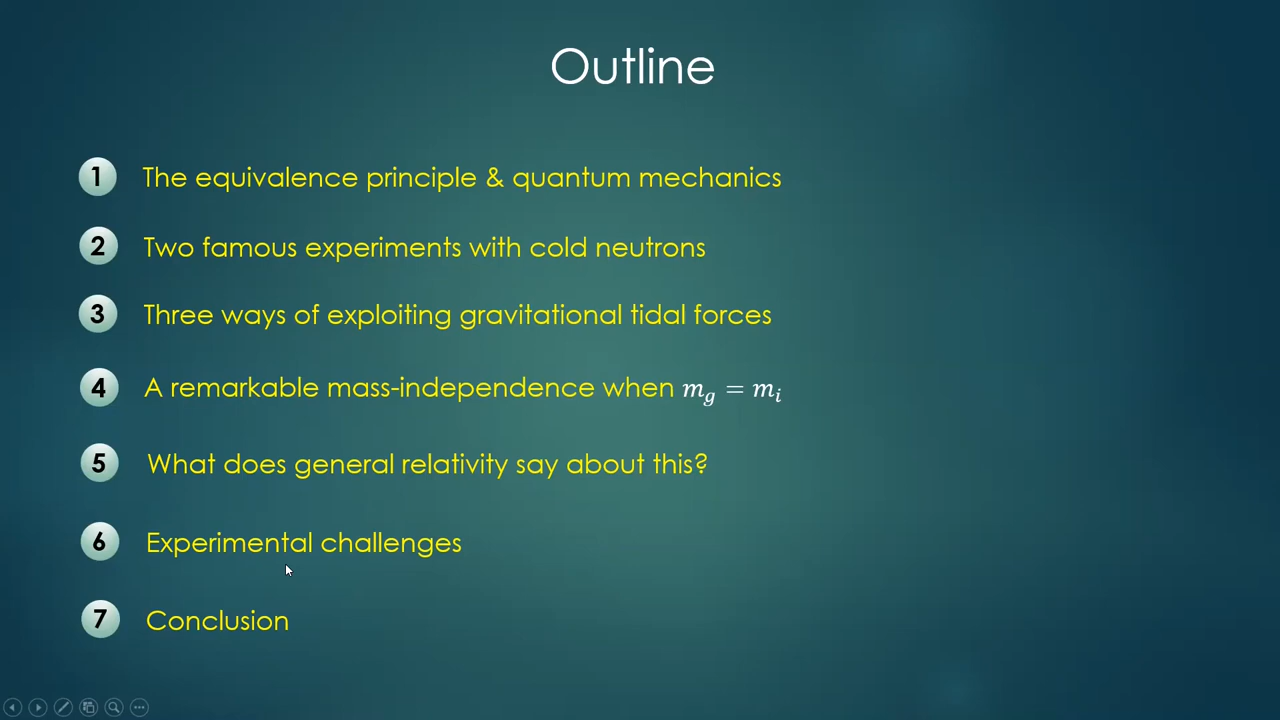 Outline
1 The equivalence principle & quantum mechanics
2 Two famous experiments with cold neutrons
3 Three ways of exploiting gravitational tidal forces
4 A remarkable mass-independence when m_g = m_i
5 What does general relativity say about this?
6 Experimental challenges
7 Conclusion